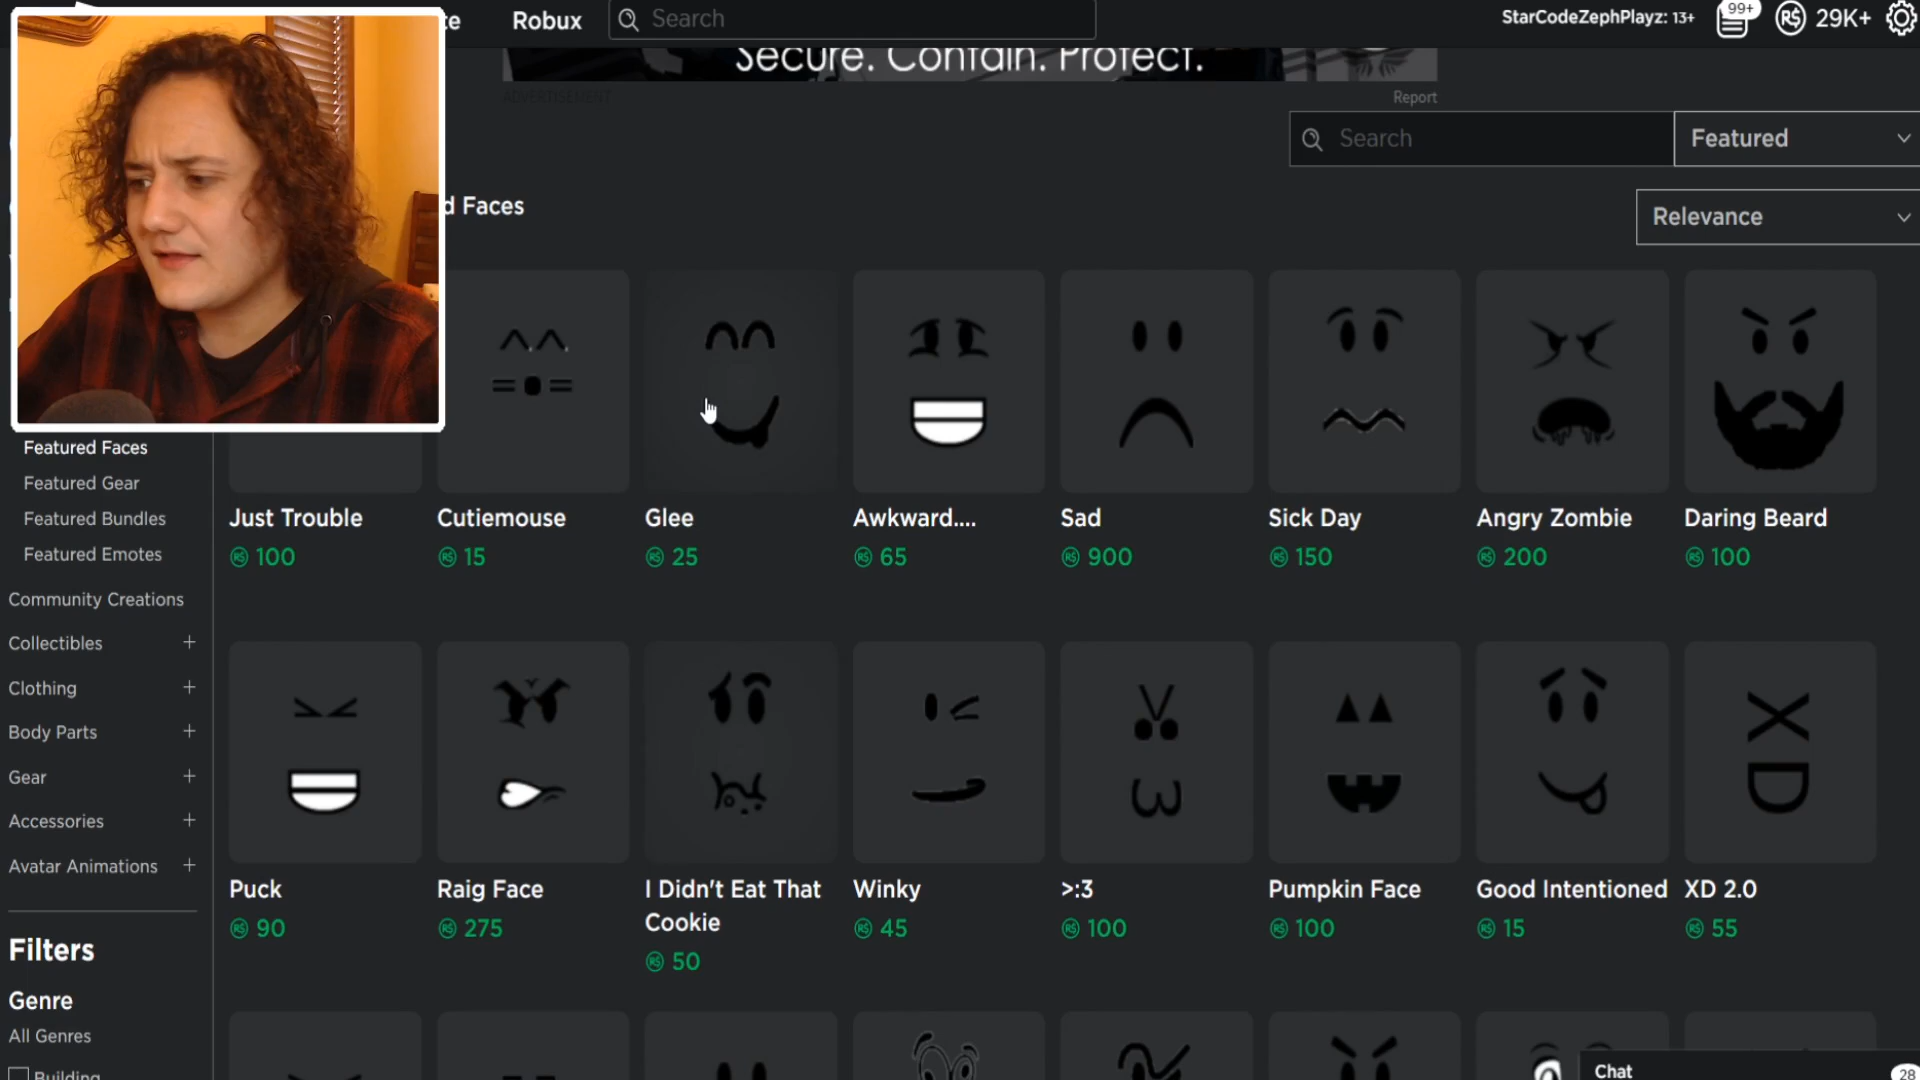 te
Robux
Search
StarCodeZephPlayz: 13+
99+
29K+
Secure. Contain. Protect.
ADVERTISEMENT
Report
Search
Featured
d Faces
Relevance
Featured Faces
Featured Gear
Featured Bundles
Featured Emotes
Community Creations
Collectibles +
Clothing +
Body Parts +
Gear +
Accessories +
Avatar Animations +
Filters
Genre
All Genres
Building
Just Trouble
100
Cutiemouse
15
Glee
25
Awkward....
65
Sad
900
Sick Day
150
Angry Zombie
200
Daring Beard
100
Puck
90
Raig Face
275
I Didn't Eat That
Cookie
50
Winky
45
>:3
100
Pumpkin Face
100
Good Intentioned
15
XD 2.0
55
Chat
28